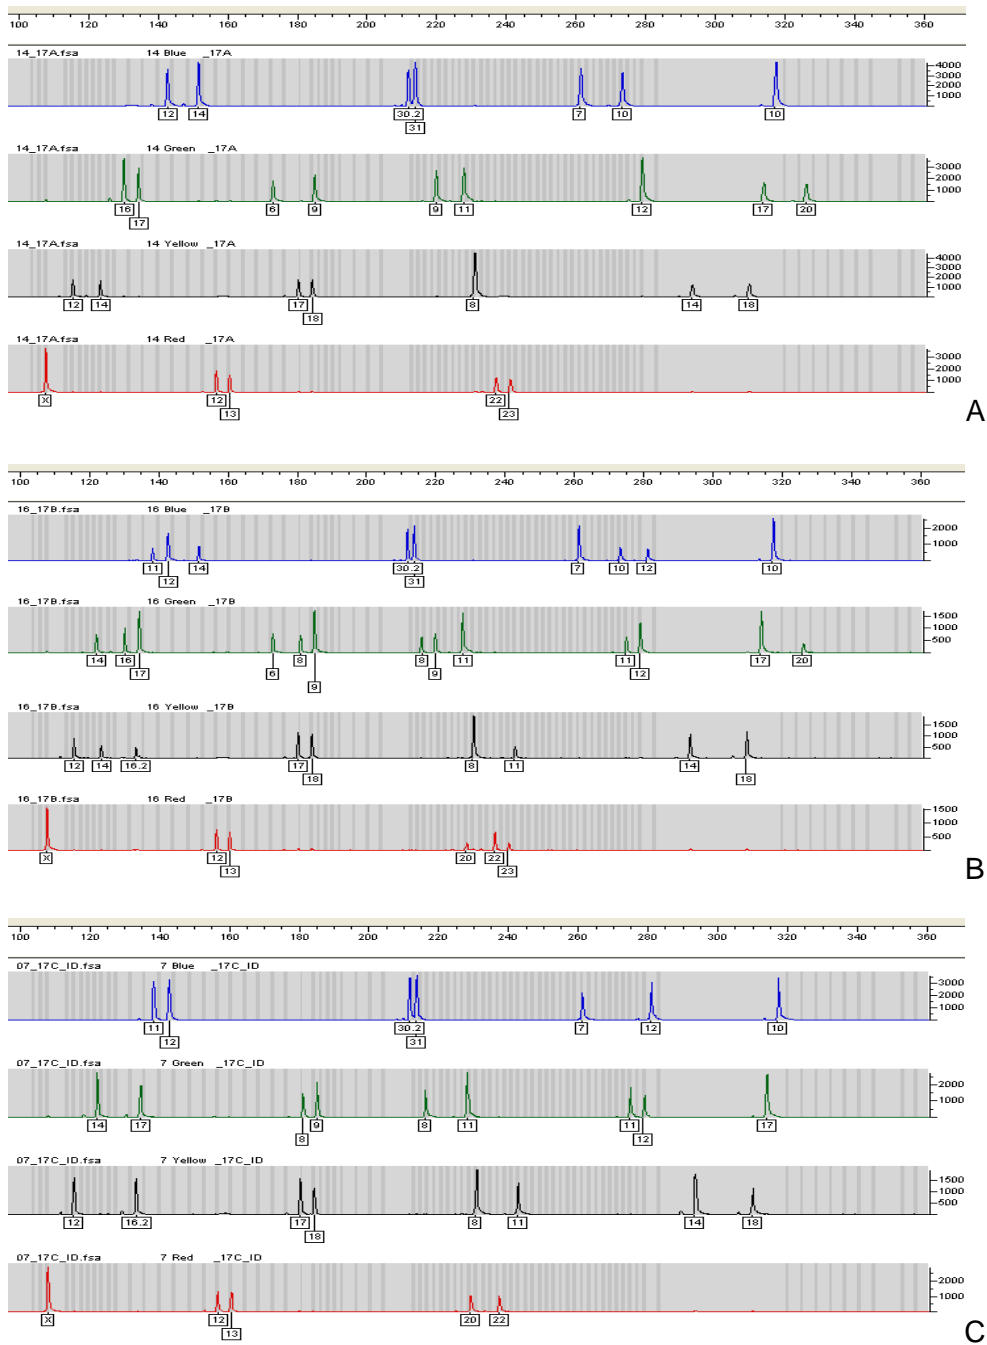 100 120 140 160 180 200 220 240 260 280 300 320 340 360
14_17A.fsa 14 Blue _17A
4000
3000
2000
1000
12 14 30.2 7 10 10
31
14_17A.fsa 14 Green _17A
3000
2000
1000
16 6 9 9 11 12 17 20
17
14_17A.fsa 14 Yellow _17A
4000
3000
2000
1000
12 14 17 8 14 18
18
14_17A.fsa 14 Red _17A
3000
2000
1000
X 12 22
13 23
A
100 120 140 160 180 200 220 240 260 280 300 320 340 360
16_17B.fsa 16 Blue _17B
2000
1000
11 14 30.2 7 10 12 10
12 31
16_17B.fsa 16 Green _17B
1500
1000
500
14 16 8 8 11 11 17 20
17 6 9 12
9
16_17B.fsa 16 Yellow _17B
1500
1000
500
12 14 16.2 17 8 11 14
18 18
16_17B.fsa 16 Red _17B
1500
1000
500
X 12 20 22
13 23
B
100 120 140 160 180 200 220 240 260 280 300 320 340 360
07_17C_ID.fsa 7 Blue _17C_ID
3000
2000
1000
11 30.2 7 12 10
12 31
07_17C_ID.fsa 7 Green _17C_ID
2000
1000
14 17 9 8 11 11 17
8 12
07_17C_ID.fsa 7 Yellow _17C_ID
1500
1000
500
12 16.2 17 8 11 14 18
18
07_17C_ID.fsa 7 Red _17C_ID
2000
1000
X 12 20 22
13
C